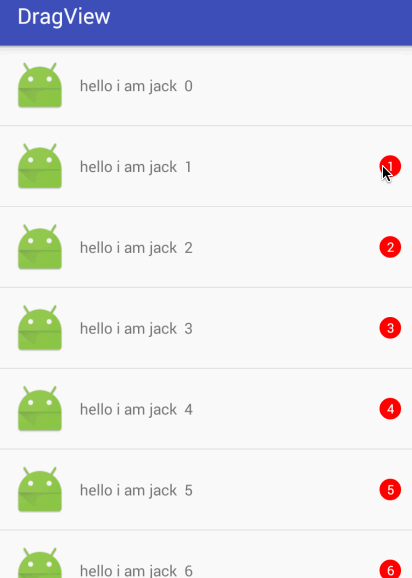 DragView
hello i am jack  0
hello i am jack  1 1
hello i am jack  2 2
hello i am jack  3 3
hello i am jack  4 4
hello i am jack  5 5
hello i am jack  6 6